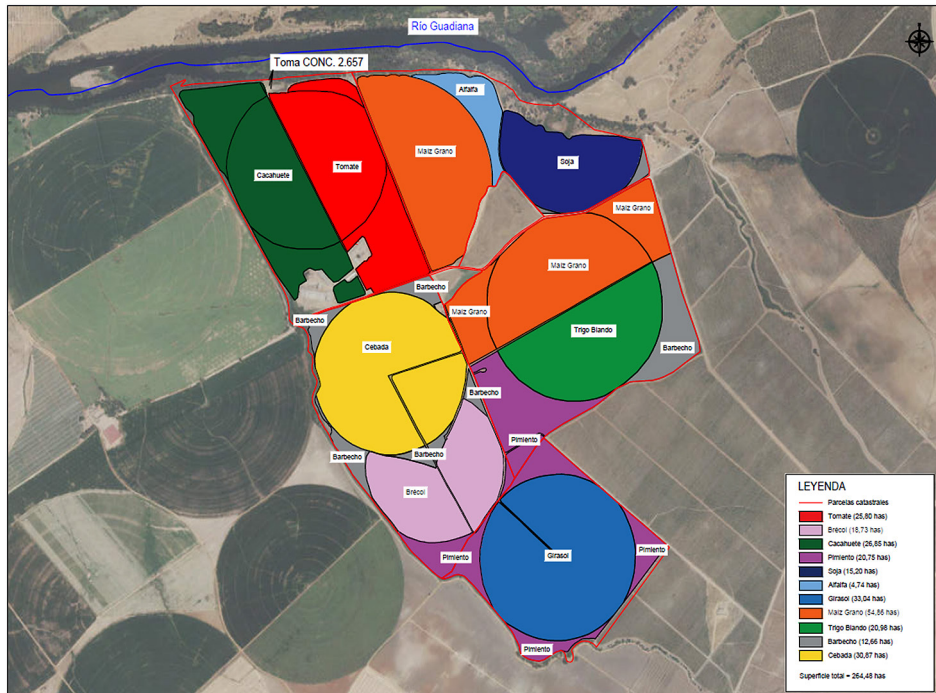 Río Guadiana
Toma CONC. 2.657
Alfalfa
Maíz Grano
Soja
Tomate
Cacahuete
Maíz Grano
Maíz Grano
Barbecho
Maíz Grano
Barbecho
Trigo Blando
Cebada
Barbecho
Barbecho
Pimiento
Barbecho
Barbecho
Brécol
Pimiento
Girasol
Pimiento
Pimiento
LEYENDA
Parcelas catastrales
Tomate (25,80 has)
Brécol (18,73 has)
Cacahuete (26,85 has)
Pimiento (20,75 has)
Soja (15,20 has)
Alfalfa (4,74 has)
Girasol (33,04 has)
Maíz Grano (54,86 has)
Trigo Blando (20,98 has)
Barbecho (12,66 has)
Cebada (30,87 has)
Superficie total = 264,48 has